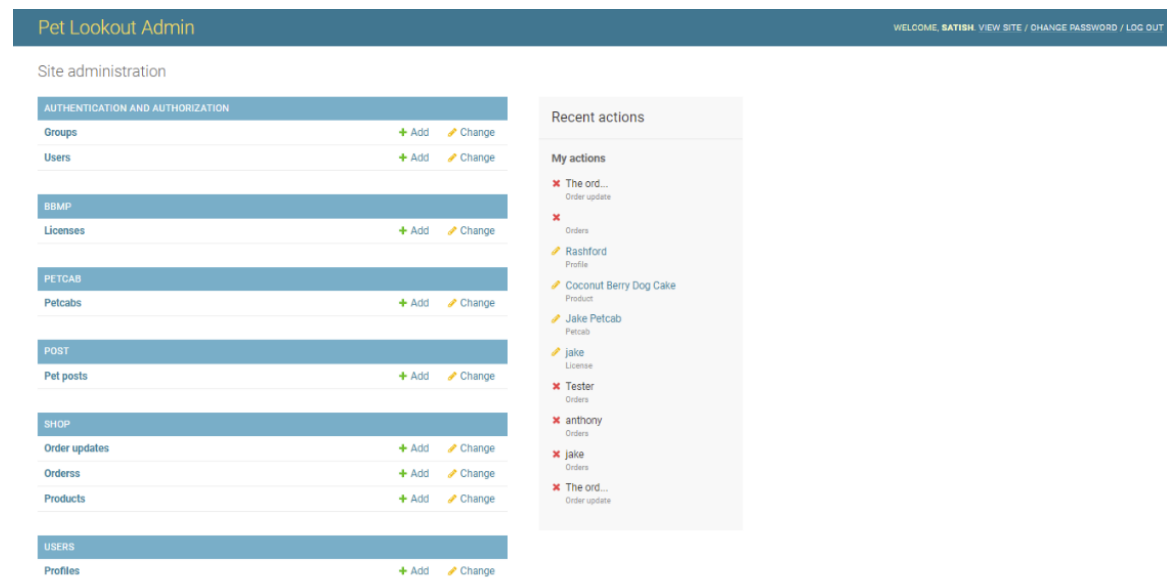 Pet Lookout Admin
WELCOME, SATISH. VIEW SITE / CHANGE PASSWORD / LOG OUT
Site administration
AUTHENTICATION AND AUTHORIZATION
Groups + Add Change
Users + Add Change
BBMP
Licenses + Add Change
PETCAB
Petcabs + Add Change
POST
Pet posts + Add Change
SHOP
Order updates + Add Change
Orderss + Add Change
Products + Add Change
USERS
Profiles + Add Change
Recent actions
My actions
The ord...
Order update
Orders
Rashford
Profile
Coconut Berry Dog Cake
Product
Jake Petcab
Petcab
jake
License
Tester
Orders
anthony
Orders
jake
Orders
The ord...
Order update